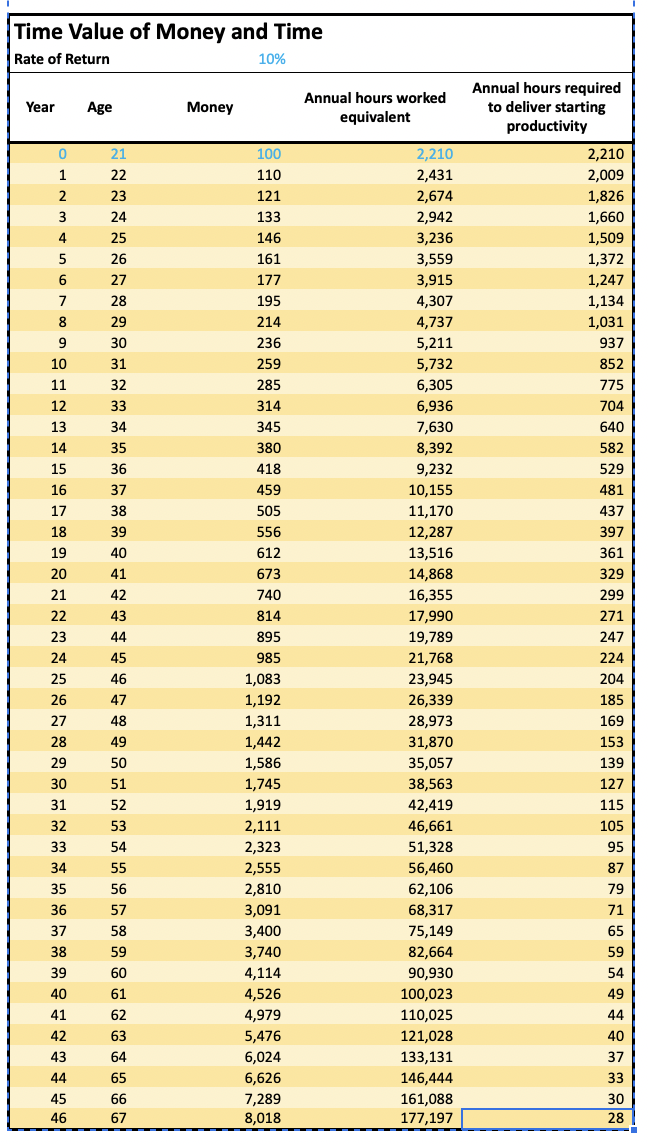 Time Value of Money and Time
Rate of Return 10%
Year Age Money Annual hours worked equivalent Annual hours required to deliver starting productivity
0 21 100 2,210 2,210
1 22 110 2,431 2,009
2 23 121 2,674 1,826
3 24 133 2,942 1,660
4 25 146 3,236 1,509
5 26 161 3,559 1,372
6 27 177 3,915 1,247
7 28 195 4,307 1,134
8 29 214 4,737 1,031
9 30 236 5,211 937
10 31 259 5,732 852
11 32 285 6,305 775
12 33 314 6,936 704
13 34 345 7,630 640
14 35 380 8,392 582
15 36 418 9,232 529
16 37 459 10,155 481
17 38 505 11,170 437
18 39 556 12,287 397
19 40 612 13,516 361
20 41 673 14,868 329
21 42 740 16,355 299
22 43 814 17,990 271
23 44 895 19,789 247
24 45 985 21,768 224
25 46 1,083 23,945 204
26 47 1,192 26,339 185
27 48 1,311 28,973 169
28 49 1,442 31,870 153
29 50 1,586 35,057 139
30 51 1,745 38,563 127
31 52 1,919 42,419 115
32 53 2,111 46,661 105
33 54 2,323 51,328 95
34 55 2,555 56,460 87
35 56 2,810 62,106 79
36 57 3,091 68,317 71
37 58 3,400 75,149 65
38 59 3,740 82,664 59
39 60 4,114 90,930 54
40 61 4,526 100,023 49
41 62 4,979 110,025 44
42 63 5,476 121,028 40
43 64 6,024 133,131 37
44 65 6,626 146,444 33
45 66 7,289 161,088 30
46 67 8,018 177,197 28